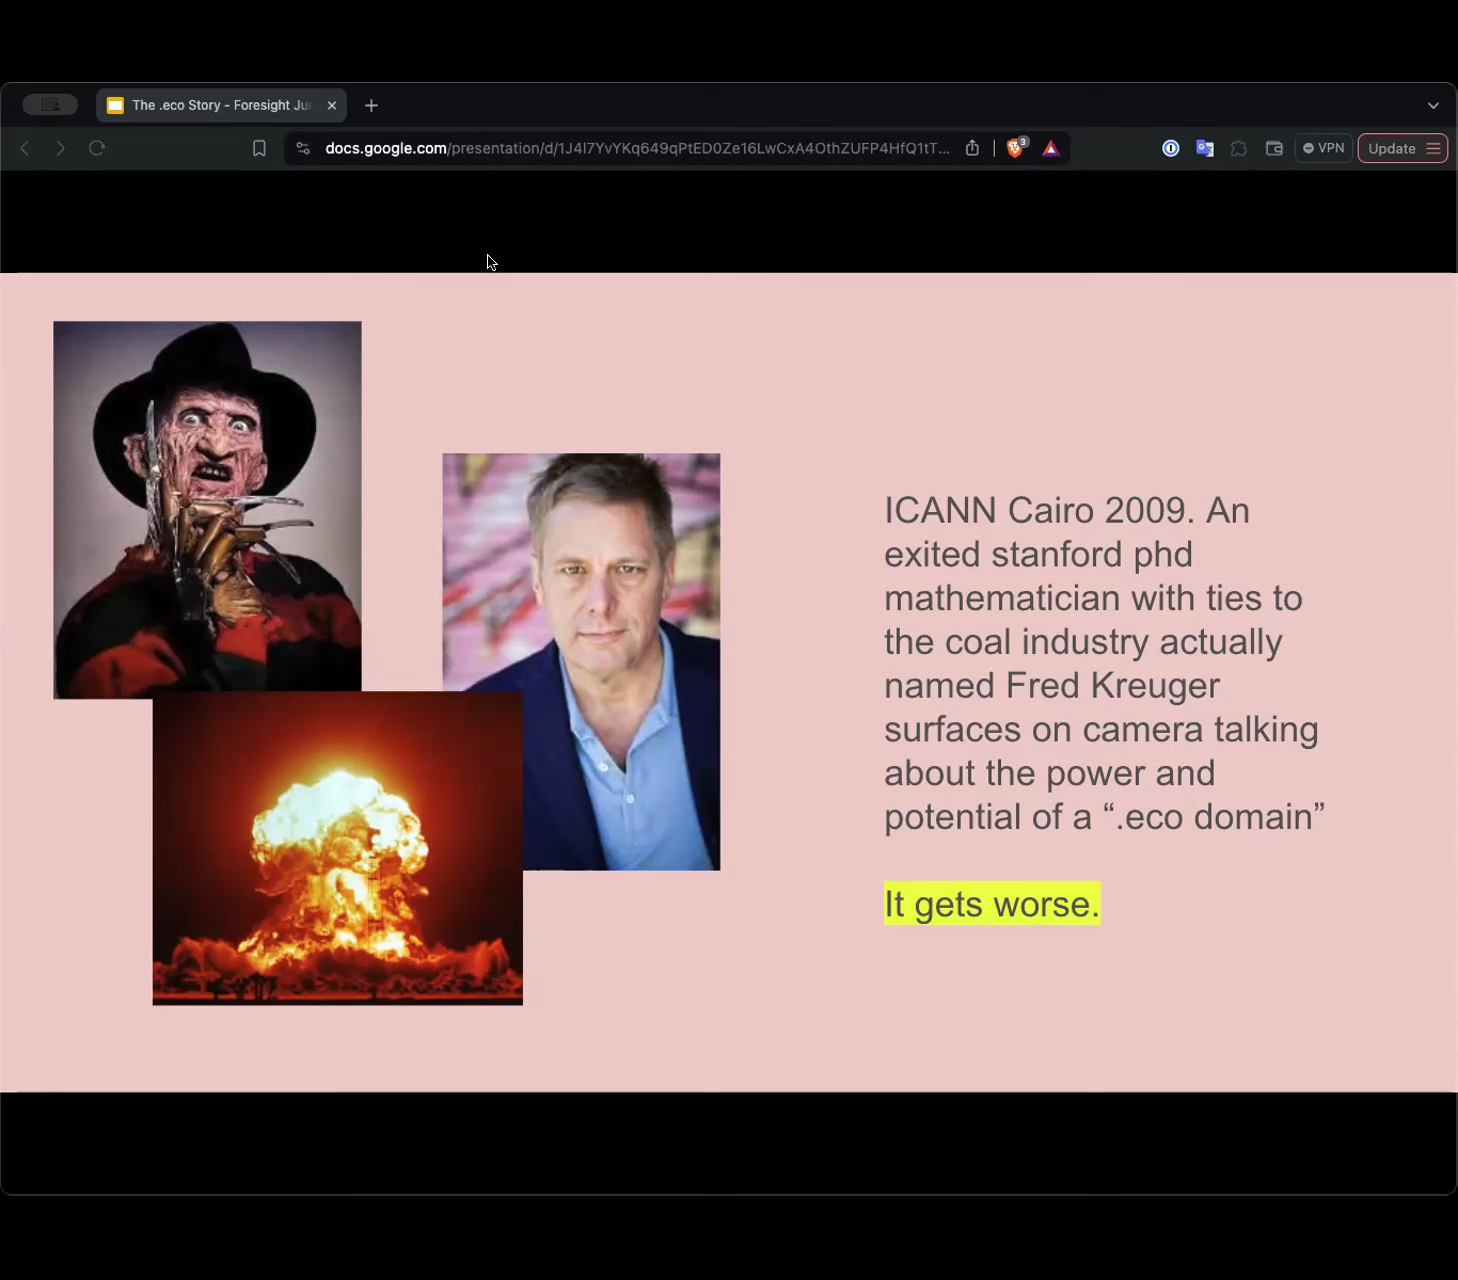 The .eco Story - Foresight Jun
docs.google.com/presentation/d/1J4l7YvYKq649qPtED0Ze16LwCxA4OthZUFP4HfQ1tT...
3
VPN
Update
ICANN Cairo 2009. An
exited stanford phd
mathematician with ties to
the coal industry actually
named Fred Kreuger
surfaces on camera talking
about the power and
potential of a “.eco domain”
It gets worse.